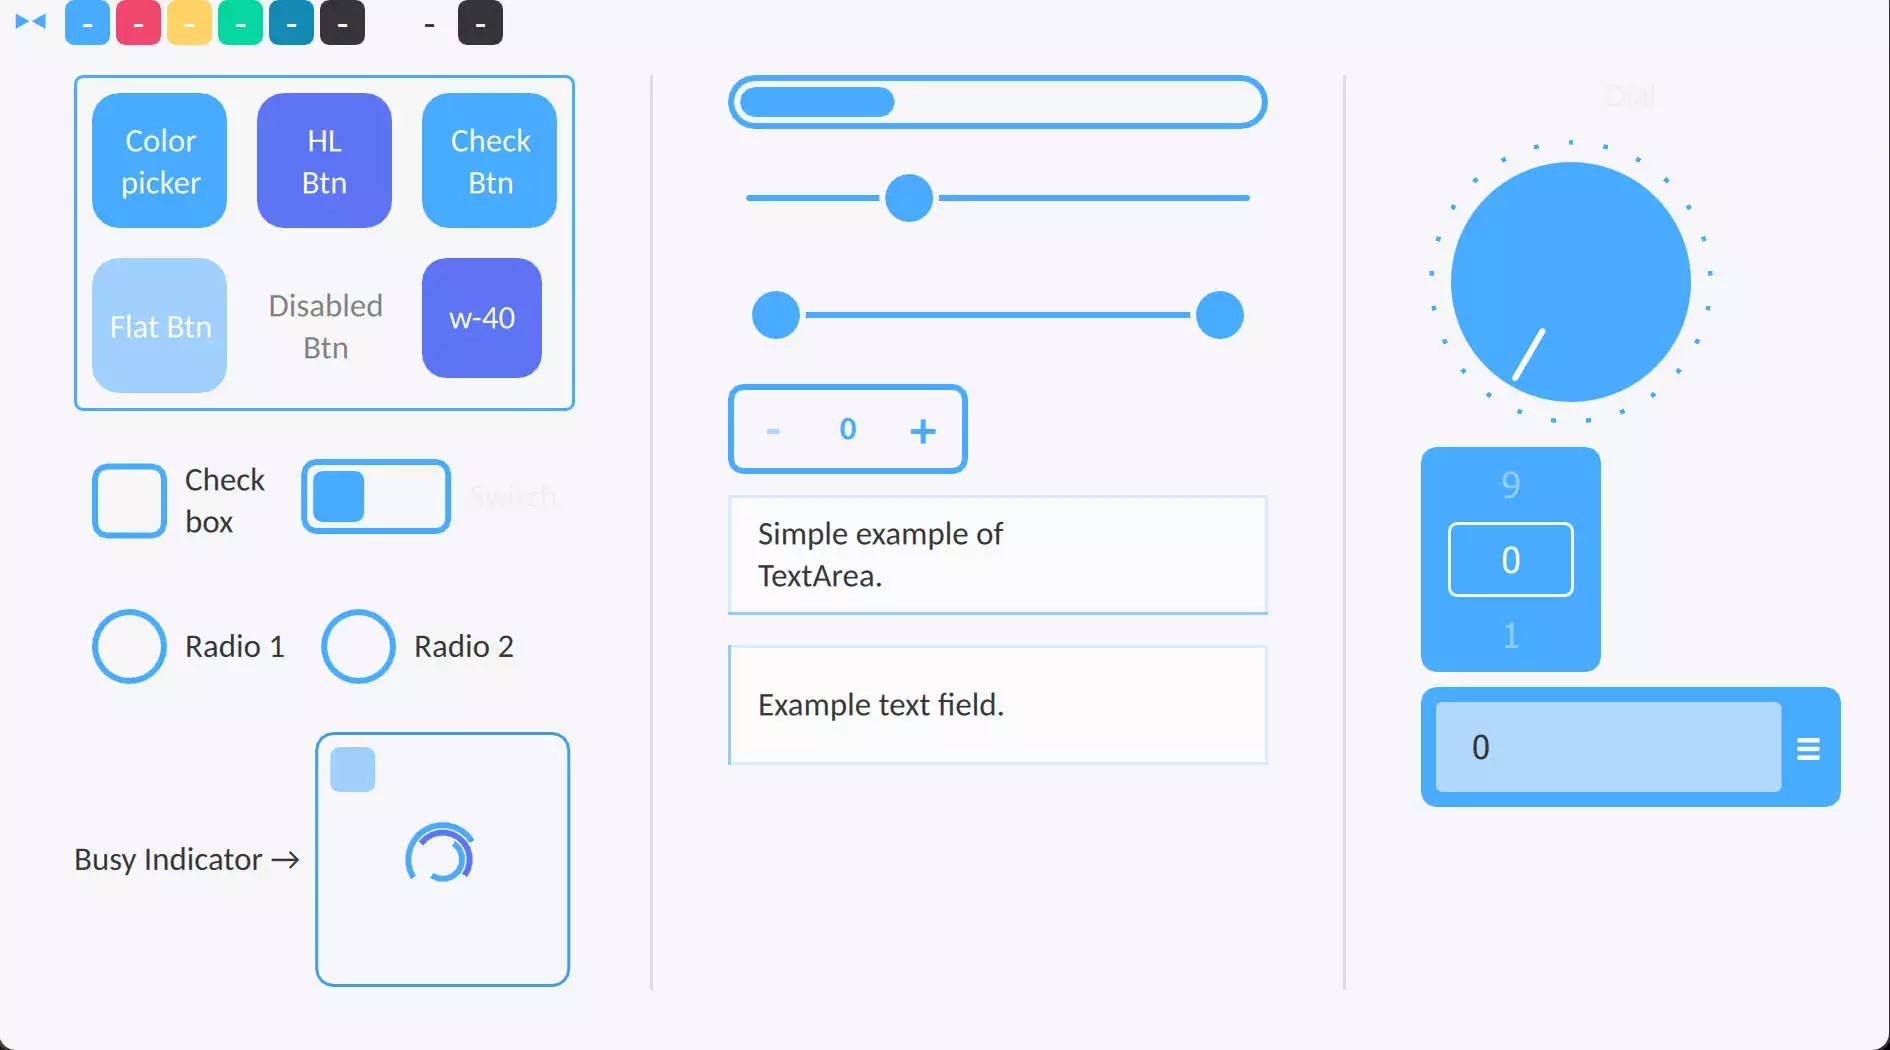 - - - - - - - -
Color
picker
HL
Btn
Check
Btn
Flat Btn
Disabled
Btn
w-40
Check
box
Switch
Radio 1
Radio 2
Busy Indicator →
- 0 +
Simple example of
TextArea.
Example text field.
Dial
9
0
1
0